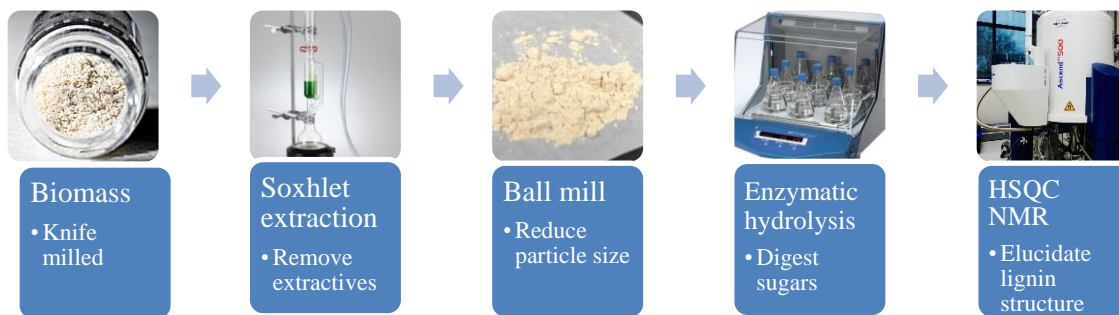 Biomass
• Knife
milled
Soxhlet
extraction
• Remove
extractives
Ball mill
• Reduce
particle size
Enzymatic
hydrolysis
• Digest
sugars
Ascend™ 500
HSQC
NMR
• Elucidate
lignin
structure